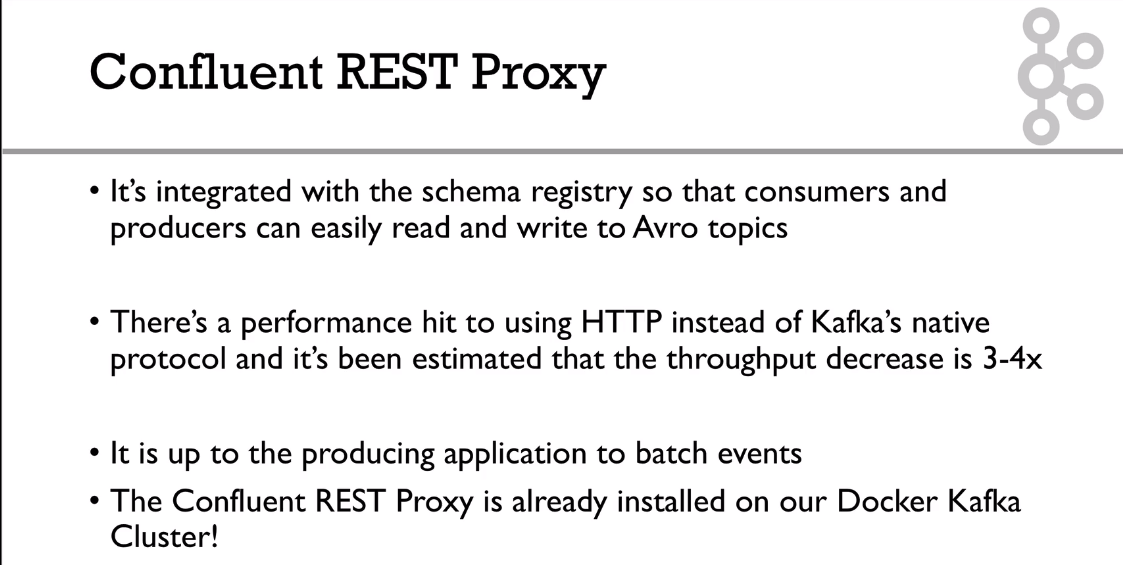 Confluent REST Proxy
• It’s integrated with the schema registry so that consumers and
producers can easily read and write to Avro topics
• There’s a performance hit to using HTTP instead of Kafka’s native
protocol and it’s been estimated that the throughput decrease is 3-4x
• It is up to the producing application to batch events
• The Confluent REST Proxy is already installed on our Docker Kafka
Cluster!